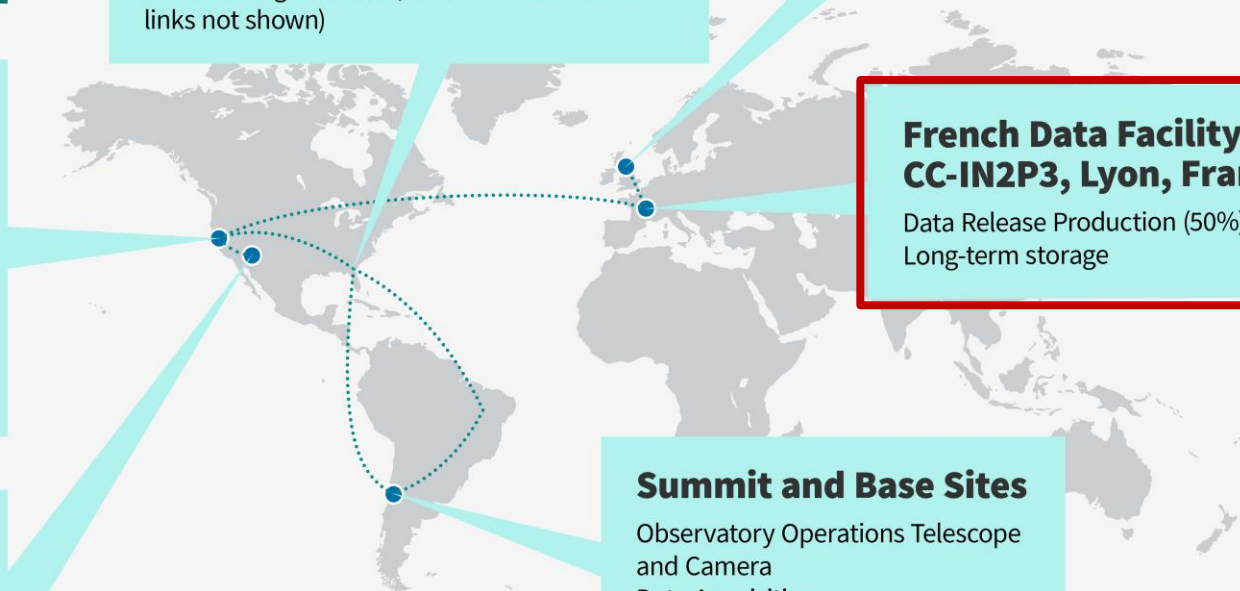 links not shown)
French Data Facility
CC-IN2P3, Lyon,
Data Release Production (50%)
Long-term storage
Summit and Base Sites
Observatory Operations Telescope
and Camera